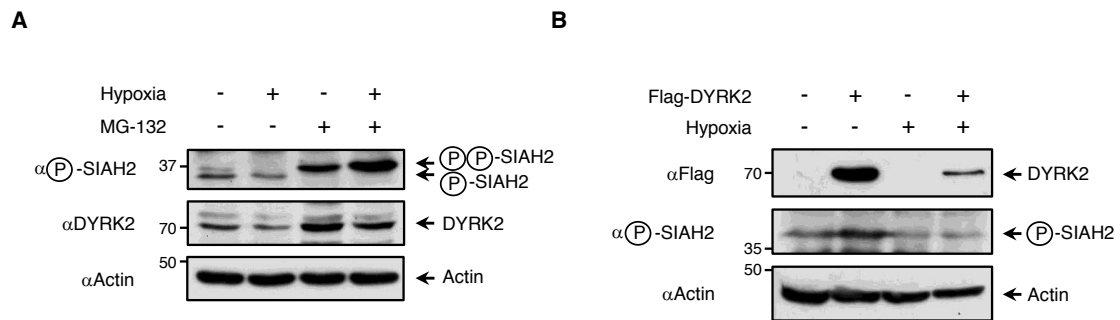 A
Hypoxia - + - +
MG-132 - - + +
αⓅ-SIAH2 37 ⓅⓅ-SIAH2
Ⓟ-SIAH2
αDYRK2 70 DYRK2
50
αActin Actin
B
Flag-DYRK2 - + - +
Hypoxia - - + +
αFlag 70 DYRK2
αⓅ-SIAH2 Ⓟ-SIAH2
35
50
αActin Actin